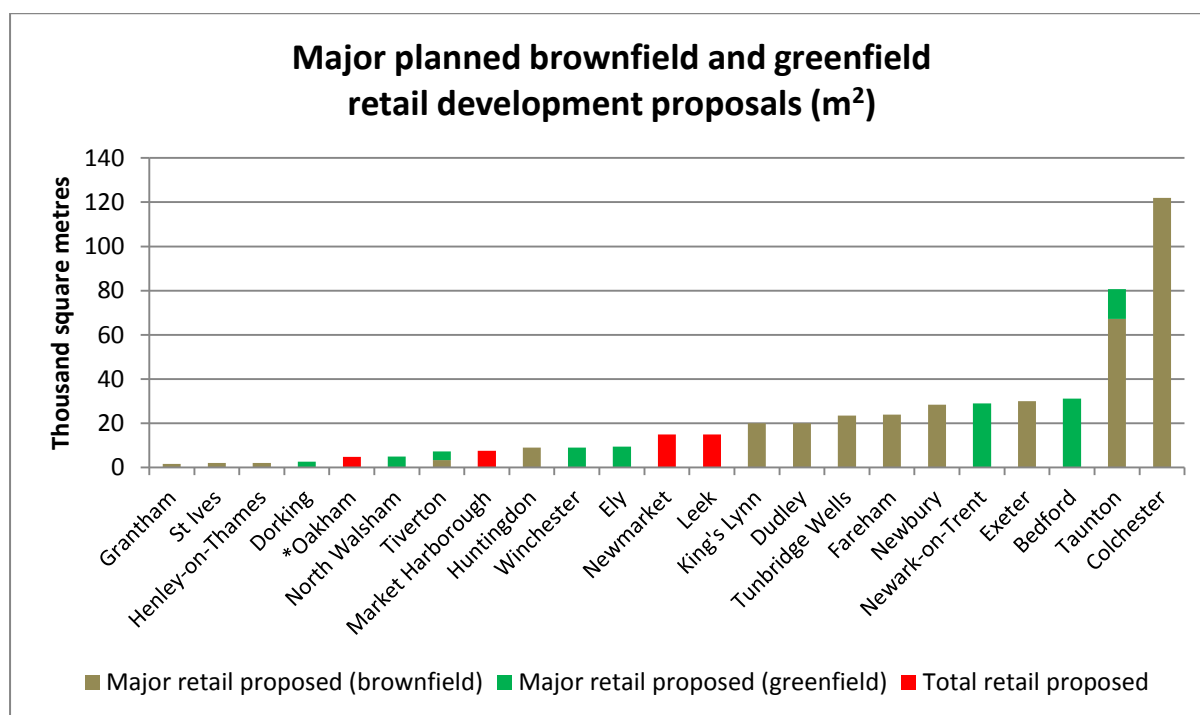 Major planned brownfield and greenfield
retail development proposals (m²)
Thousand square metres
140
120
100
80
60
40
20
0
Grantham
St Ives
Henley-on-Thames
Dorking
*Oakham
North Walsham
Tiverton
Market Harborough
Huntingdon
Winchester
Ely
Newmarket
Leek
King's Lynn
Dudley
Tunbridge Wells
Fareham
Newbury
Newark-on-Trent
Exeter
Bedford
Taunton
Colchester
Major retail proposed (brownfield) Major retail proposed (greenfield) Total retail proposed